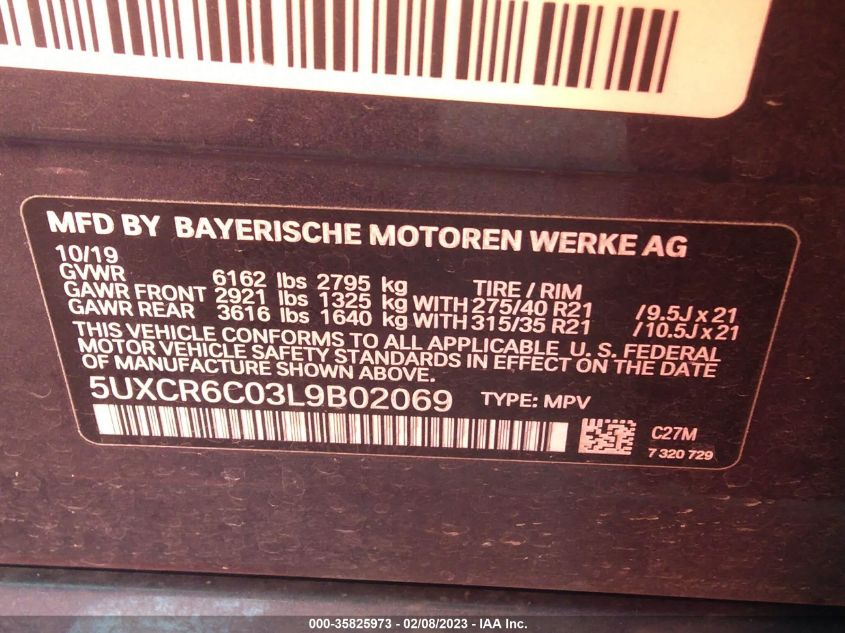 MFD BY BAYERISCHE MOTOREN WERKE AG
10/19
GVWR 6162 lbs 2795 kg TIRE / RIM
GAWR FRONT 2921 lbs 1325 kg WITH 275/40 R21 / 9.5J x 21
GAWR REAR 3616 lbs 1640 kg WITH 315/35 R21 / 10.5J x 21
THIS VEHICLE CONFORMS TO ALL APPLICABLE U. S. FEDERAL
MOTOR VEHICLE SAFETY STANDARDS IN EFFECT ON THE DATE
OF MANUFACTURE SHOWN ABOVE.
5UXCR6C03L9B02069 TYPE: MPV
C27M
7 320 729
000-35825973 - 02/08/2023 - IAA Inc.